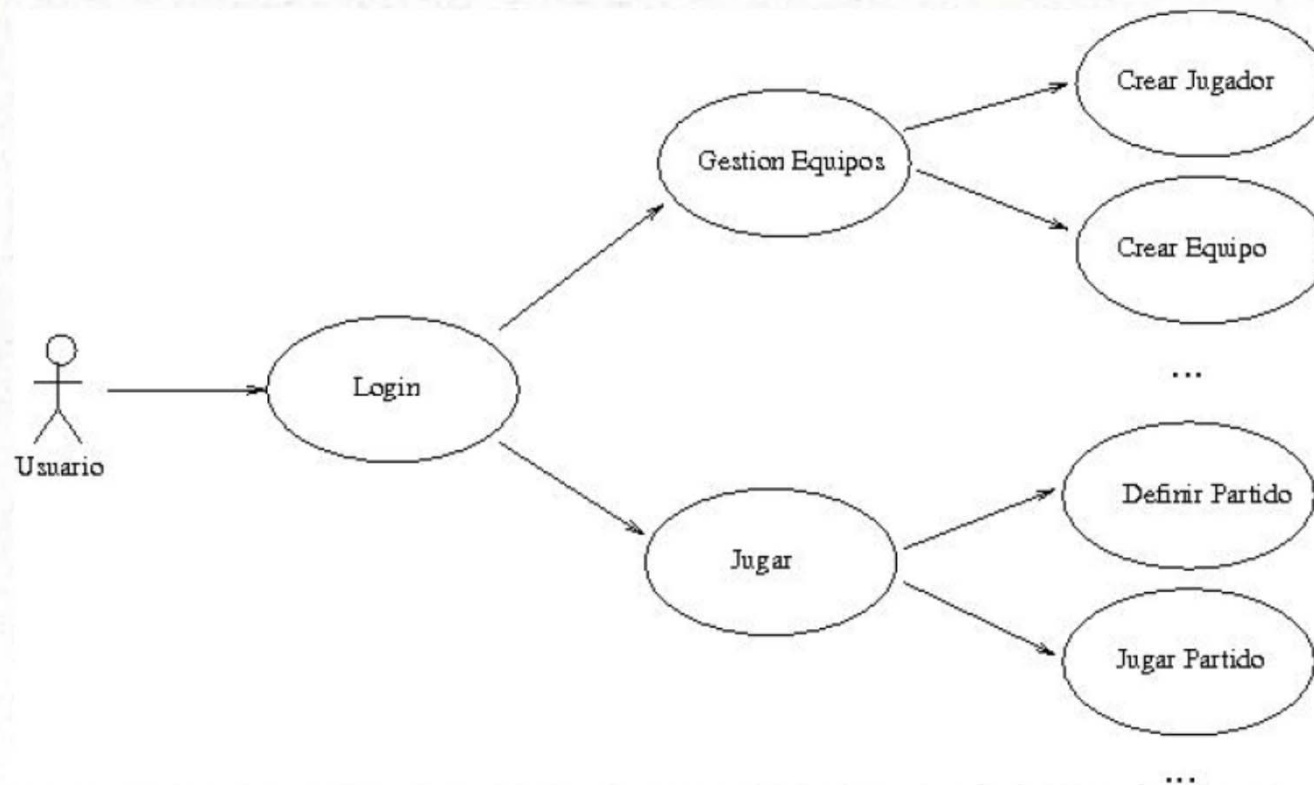 Crear Jugador
Gestion Equipos
Crear Equipo
...
Login
Usuario
Definir Partido
Jugar
Jugar Partido
...